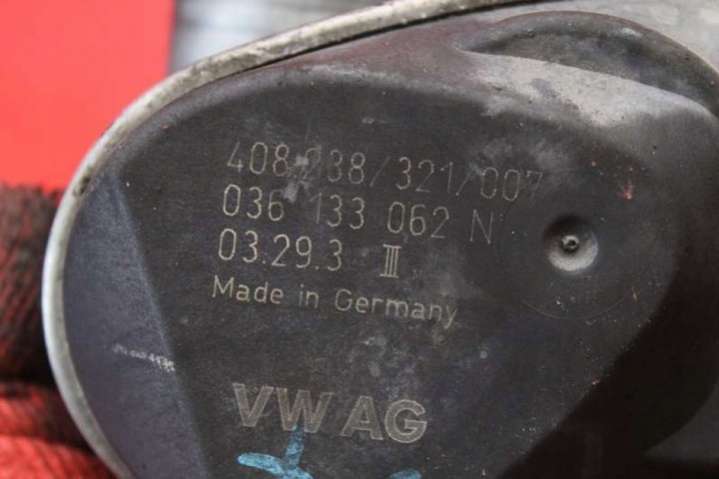 408/238/321/007
036 133 062 N
03.29.3 III
Made in Germany
VW AG